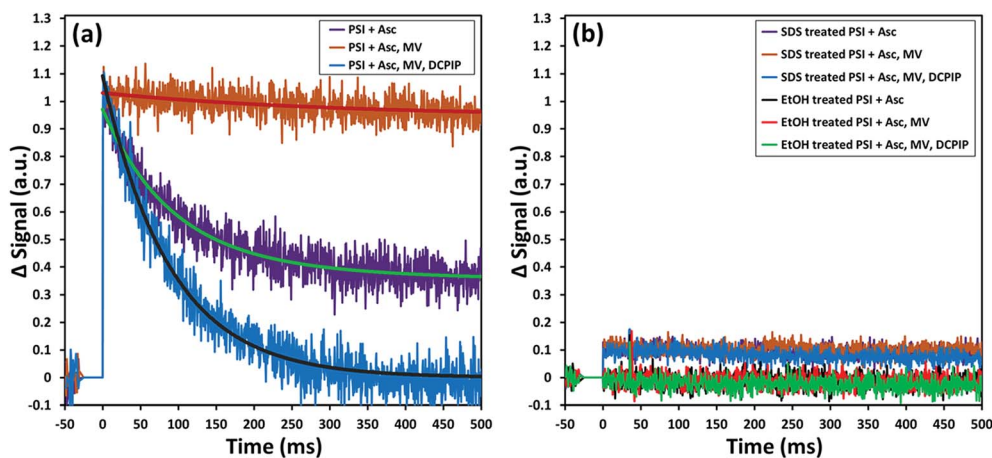 (a)
PSI + Asc
PSI + Asc, MV
PSI + Asc, MV, DCPIP
Δ Signal (a.u.)
1.3
1.2
1.1
1
0.9
0.8
0.7
0.6
0.5
0.4
0.3
0.2
0.1
0
-0.1
-50 0 50 100 150 200 250 300 350 400 450 500
Time (ms)
(b)
SDS treated PSI + Asc
SDS treated PSI + Asc, MV
SDS treated PSI + Asc, MV, DCPIP
EtOH treated PSI + Asc
EtOH treated PSI + Asc, MV
EtOH treated PSI + Asc, MV, DCPIP
Δ Signal (a.u.)
1.3
1.2
1.1
1
0.9
0.8
0.7
0.6
0.5
0.4
0.3
0.2
0.1
0
-0.1
-50 0 50 100 150 200 250 300 350 400 450 500
Time (ms)